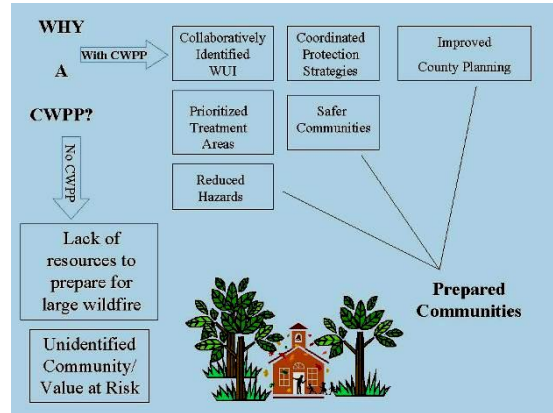 WHY
A
CWPP?
With CWPP
Collaboratively
Identified
WUI
Coordinated
Protection
Strategies
Improved
County Planning
Prioritized
Treatment
Areas
Safer
Communities
Reduced
Hazards
No CWPP
Lack of
resources to
prepare for
large wildfire
Unidentified
Community/
Value at Risk
Prepared
Communities